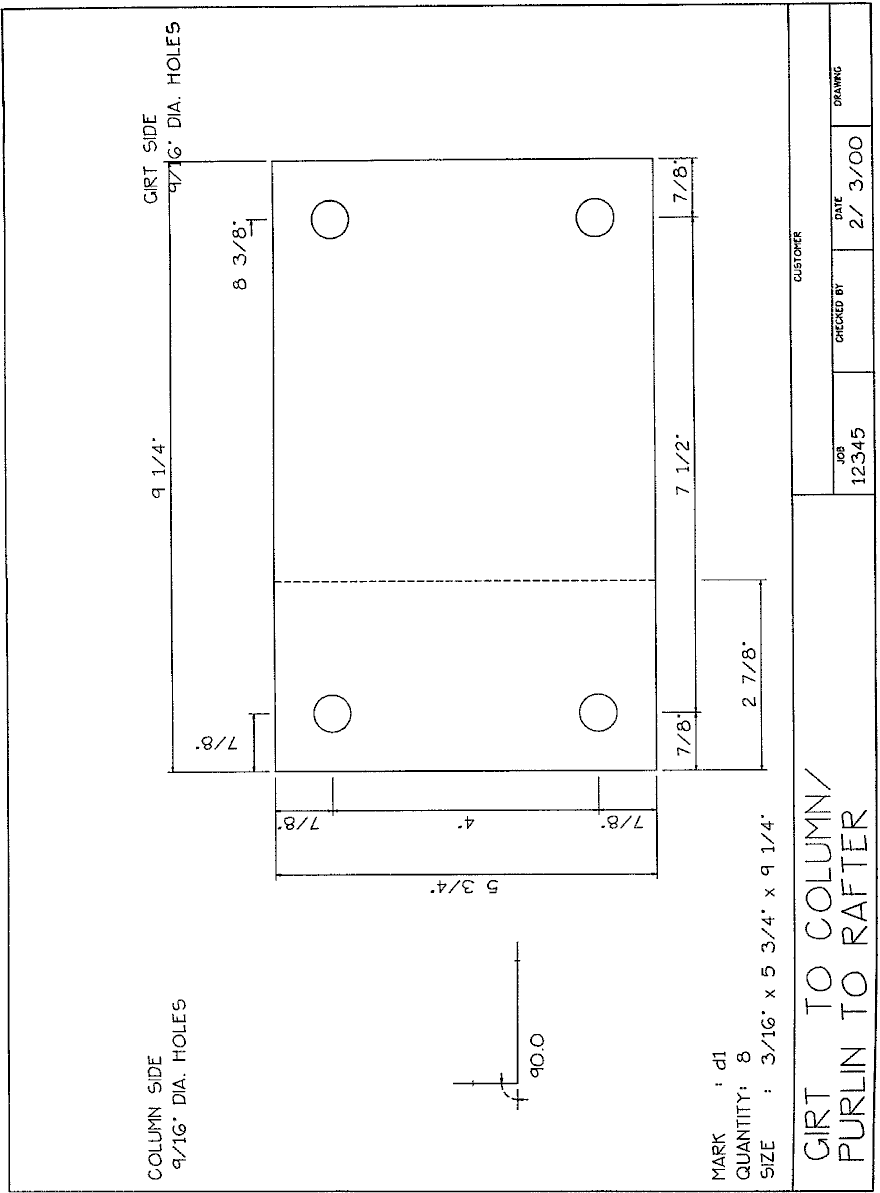 COLUMN SIDE
9/16" DIA. HOLES
GIRT SIDE
9/16" DIA. HOLES
9 1/4"
7/8"
8 3/8"
7/8"
4"
7/8"
5 3/4"
7/8"
7 1/2"
7/8"
2 7/8"
90.0
MARK : d1
QUANTITY: 8
SIZE : 3/16" x 5 3/4" x 9 1/4"
GIRT TO COLUMN/
PURLIN TO RAFTER
CUSTOMER
JOB
12345
CHECKED BY
DATE
2/ 3/00
DRAWING